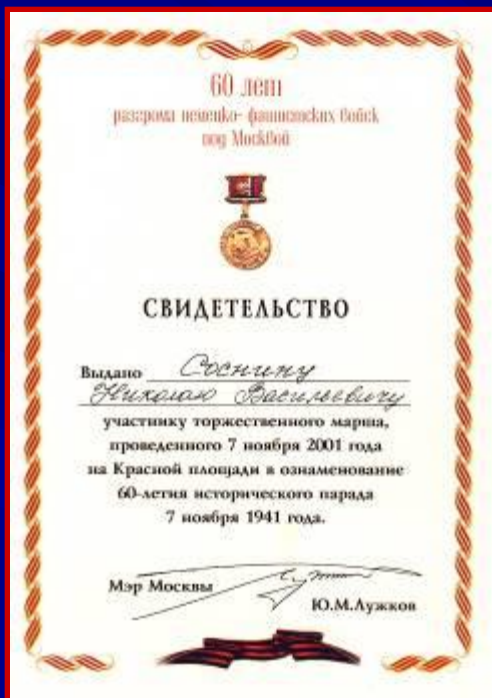 60 лет
разгрома немецко-фашистских войск
под Москвой
СВИДЕТЕЛЬСТВО
Выдано Соснину
Николаю Васильевичу
участнику торжественного марша,
проведенного 7 ноября 2001 года
на Красной площади в ознаменование
60-летия исторического парада
7 ноября 1941 года.
Мэр Москвы
Ю.М.Лужков